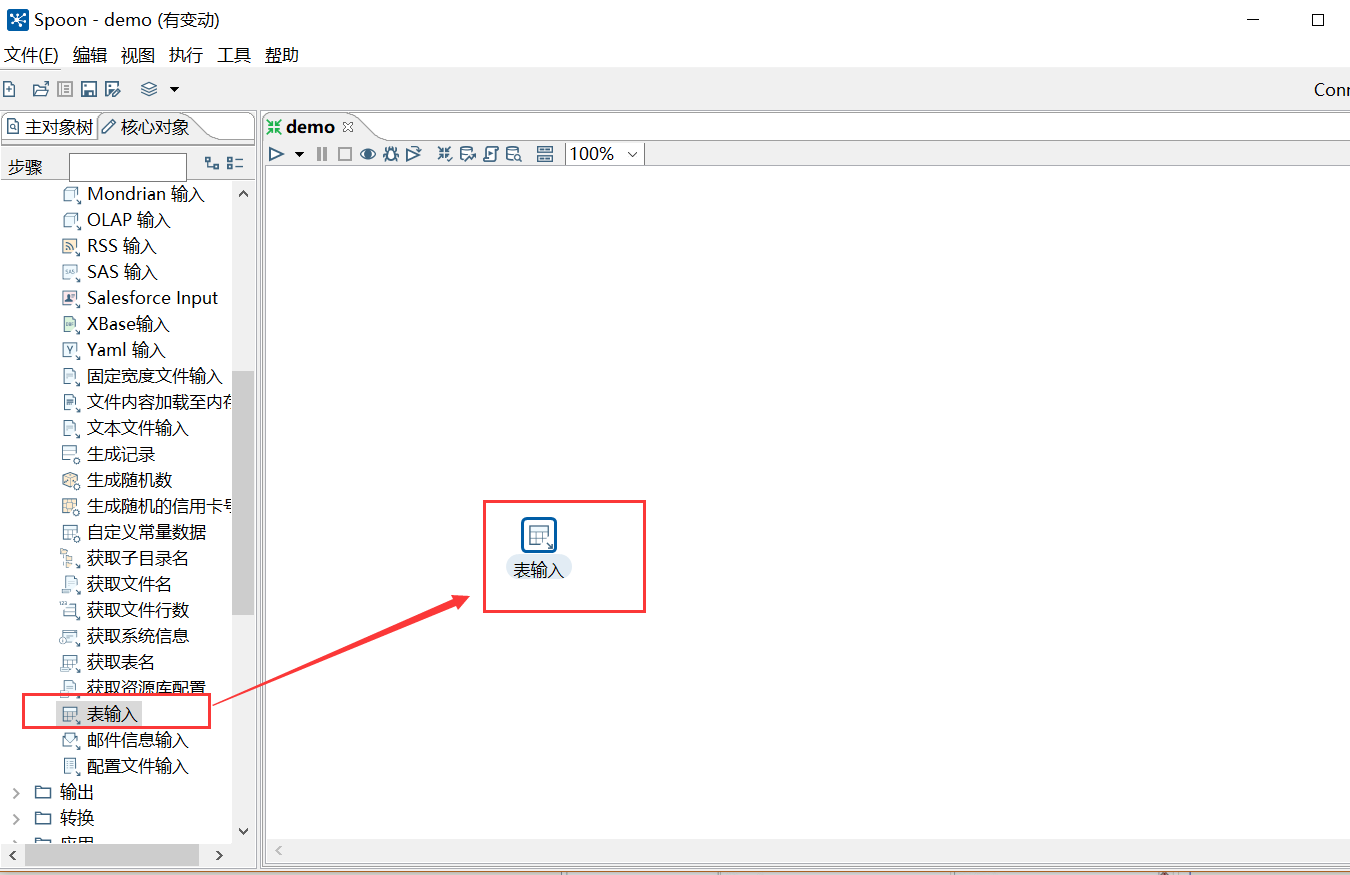 Spoon - demo (有变动)
文件(F) 编辑 视图 执行 工具 帮助
Conn
主对象树 核心对象
demo
步骤
100%
Mondrian 输入
OLAP 输入
RSS 输入
SAS 输入
Salesforce Input
XBase输入
Yaml 输入
固定宽度文件输入
文件内容加载至内存
文本文件输入
生成记录
生成随机数
生成随机的信用卡号
自定义常量数据
获取子目录名
获取文件名
获取文件行数
获取系统信息
获取表名
获取资源库配置
表输入
邮件信息输入
配置文件输入
输出
转换
应用
表输入